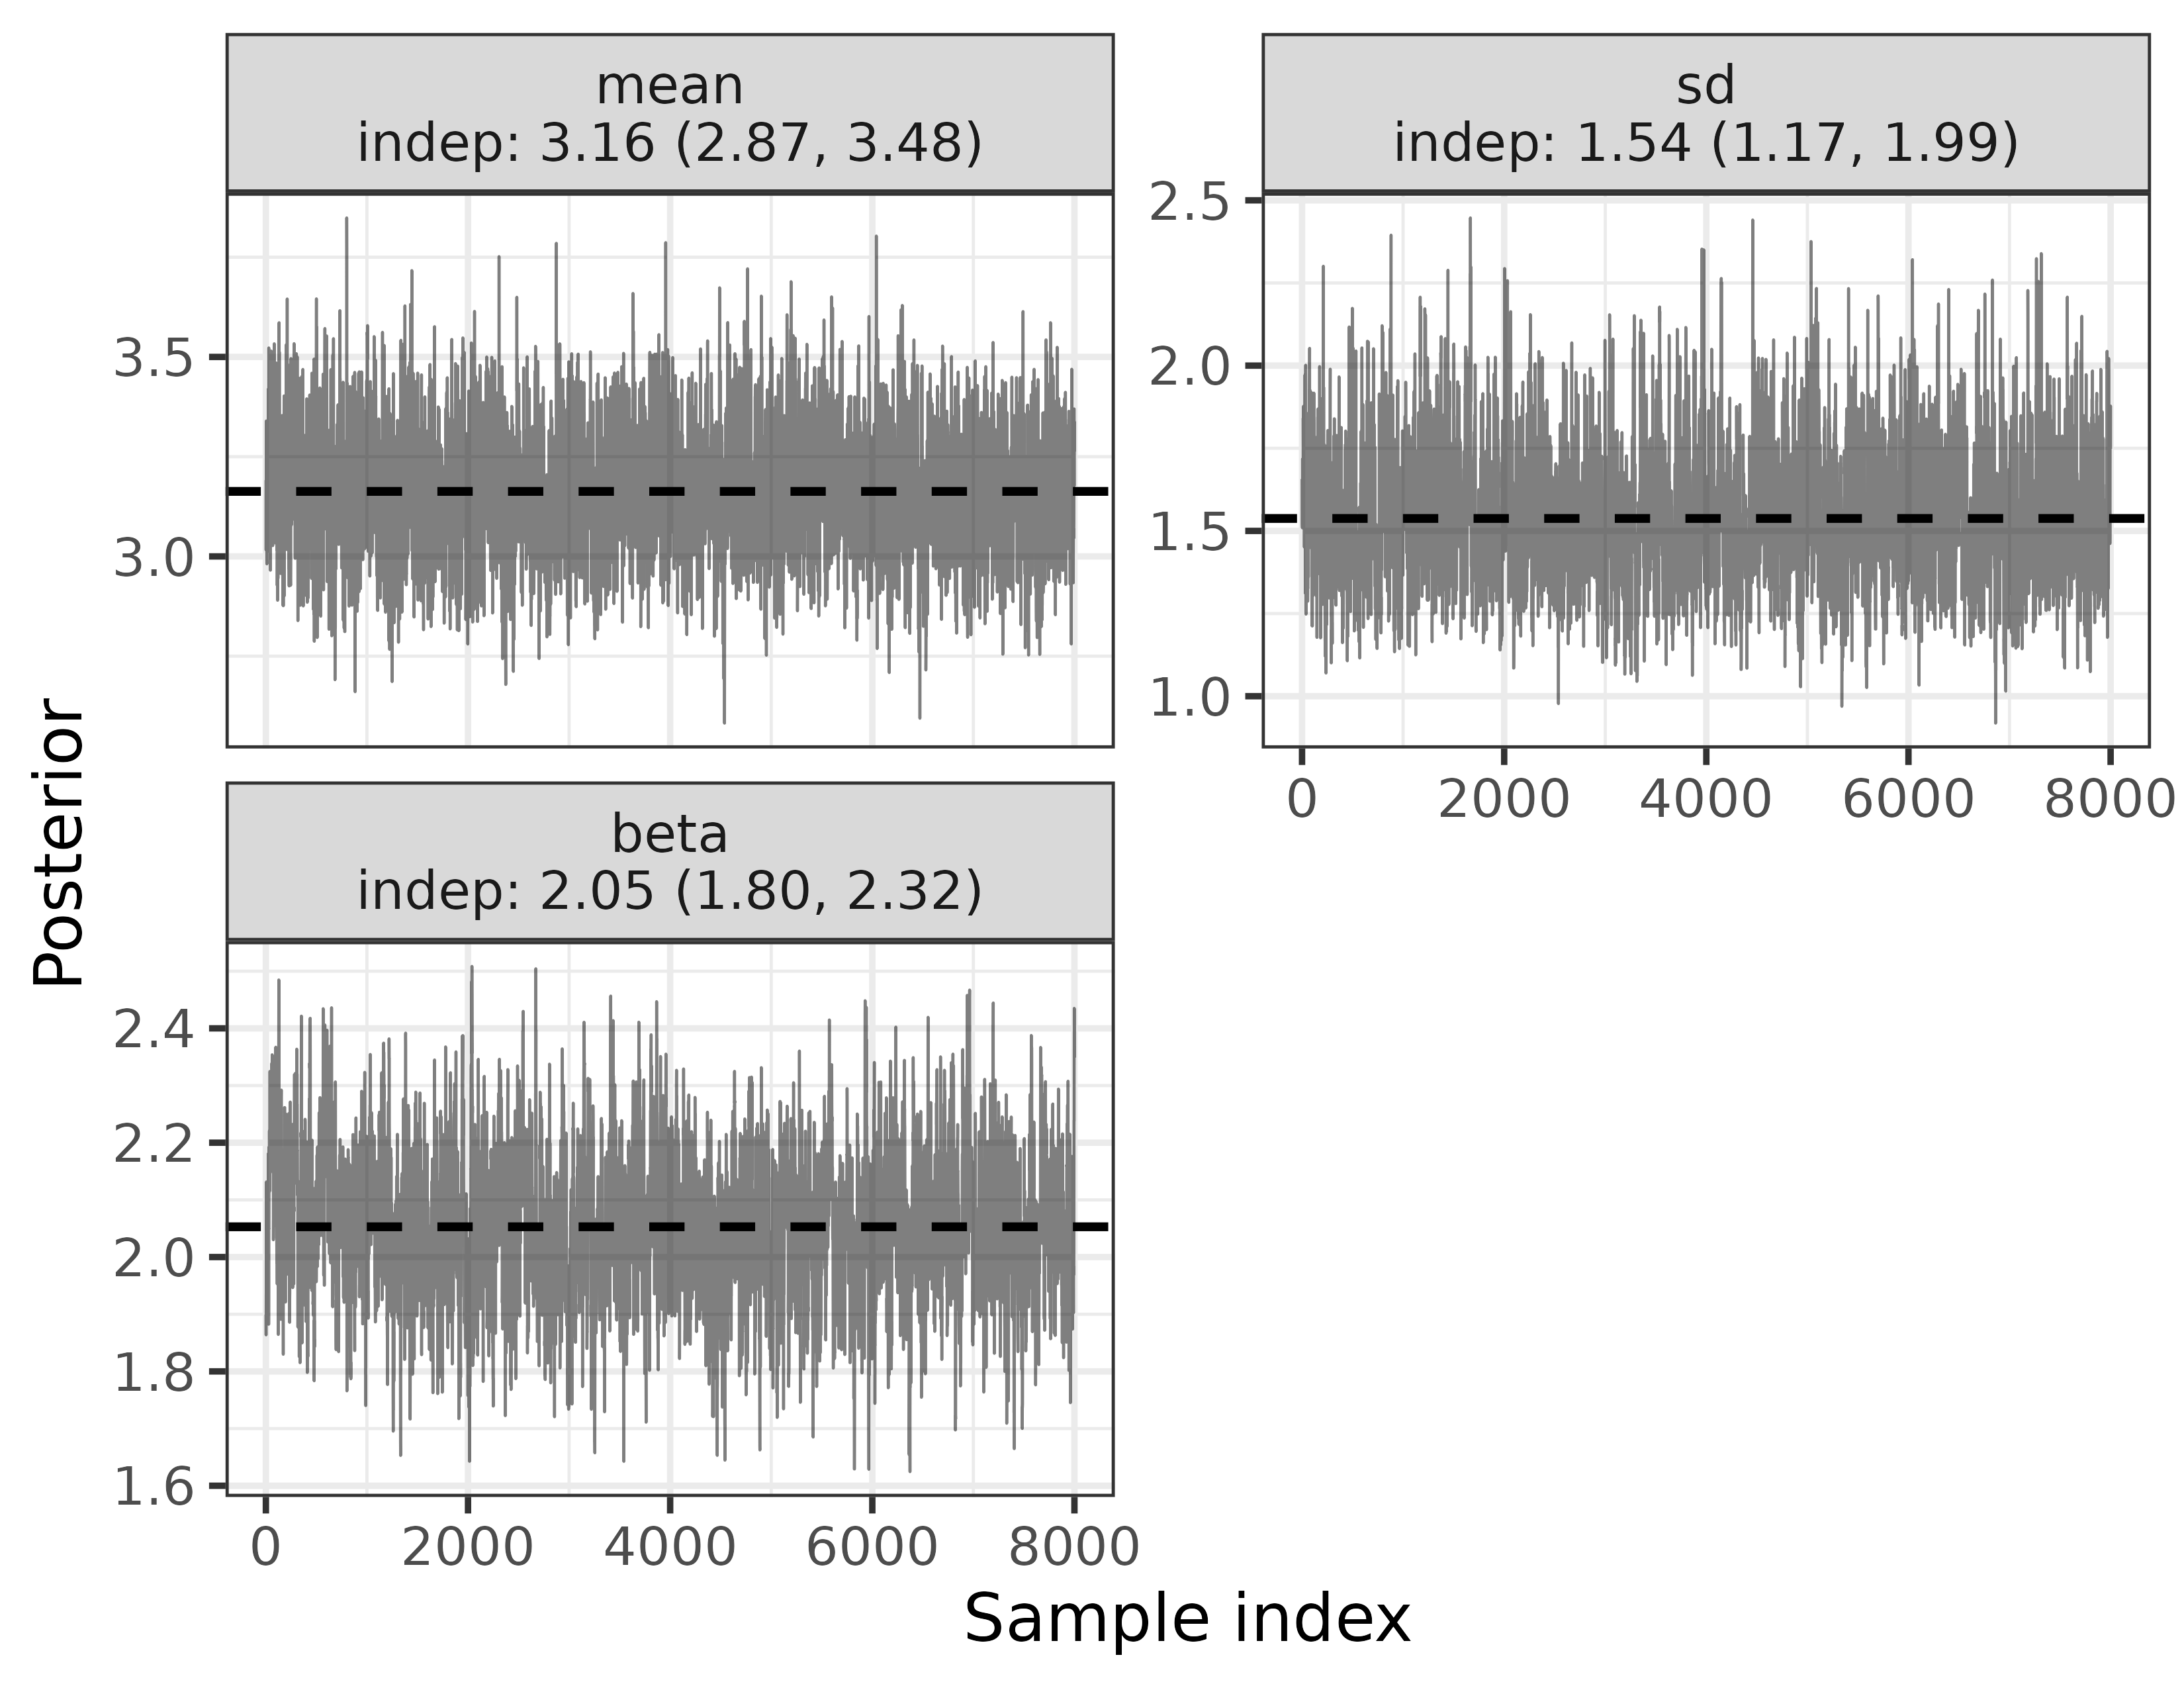 mean
indep: 3.16 (2.87, 3.48)
3.5
3.0
sd
indep: 1.54 (1.17, 1.99)
2.5
2.0
1.5
1.0
0 2000 4000 6000 8000
beta
indep: 2.05 (1.80, 2.32)
2.4
2.2
2.0
1.8
1.6
0 2000 4000 6000 8000
Posterior
Sample index